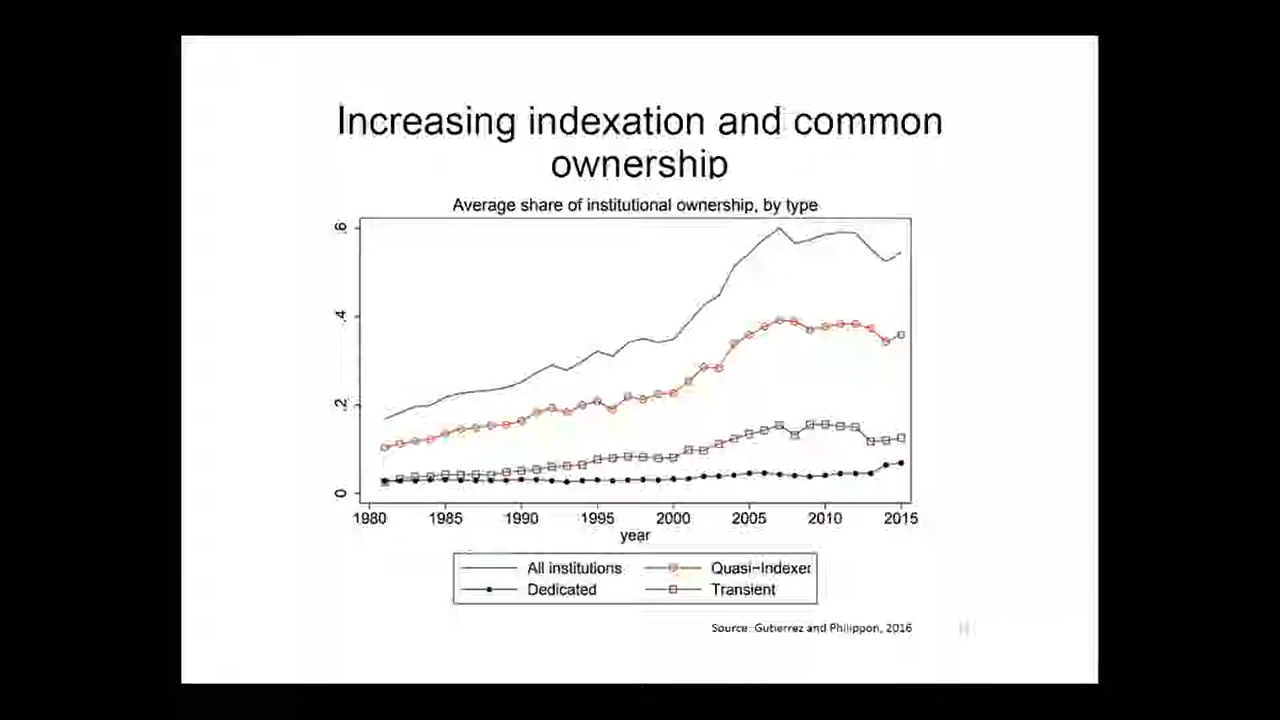 Increasing indexation and common
ownership
Average share of institutional ownership, by type
.6
.4
.2
0
1980 1985 1990 1995 2000 2005 2010 2015
year
All institutions Quasi-Indexer
Dedicated Transient
Source: Gutierrez and Philippon, 2016